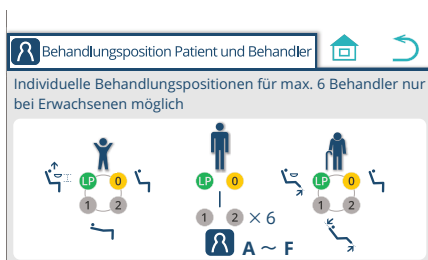 Behandlungsposition Patient und Behandler
Individuelle Behandlungspositionen für max. 6 Behandler nur
bei Erwachsenen möglich
LP 0 LP 0 LP 0
1 2 1 2 × 6 1 2
A ~ F